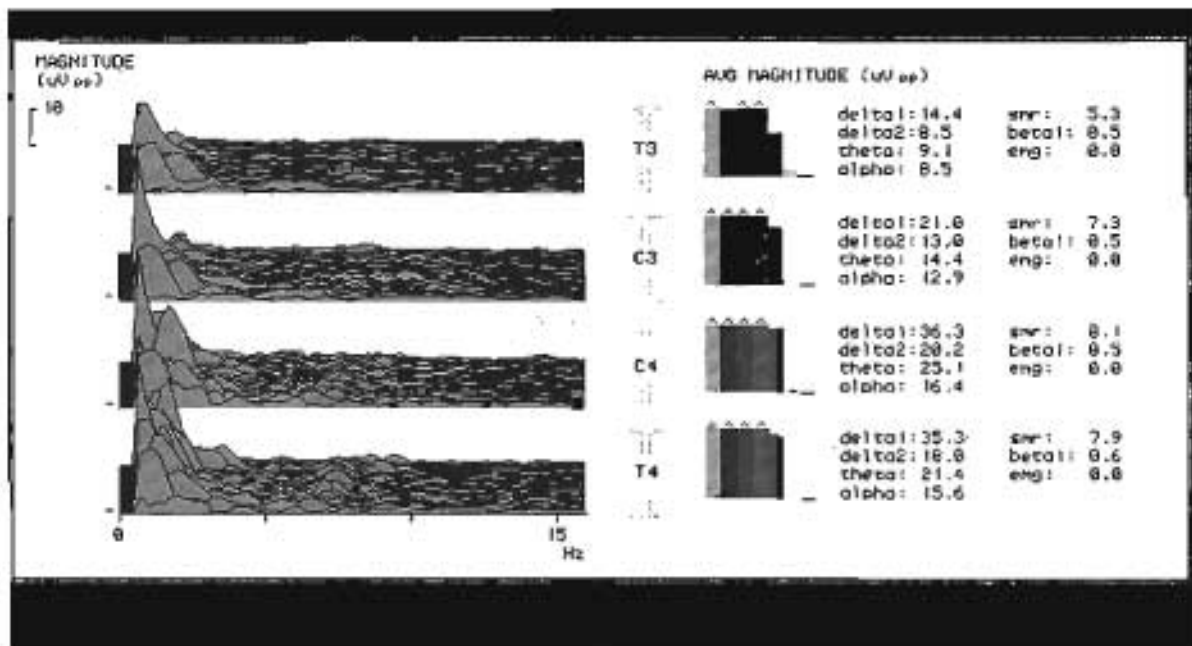 MAGNITUDE
(uV pp)
10
AVG MAGNITUDE (uV pp)
T3
delta1: 14.4 smr: 5.3
delta2: 8.5 beta1: 0.5
theta: 9.1 emg: 0.0
alpha: 8.5
C3
delta1: 21.0 smr: 7.3
delta2: 13.0 beta1: 0.5
theta: 14.4 emg: 0.0
alpha: 12.9
C4
delta1: 36.3 smr: 8.1
delta2: 20.2 beta1: 0.5
theta: 25.1 emg: 0.0
alpha: 16.4
T4
delta1: 35.3 smr: 7.9
delta2: 18.0 beta1: 0.6
theta: 21.4 emg: 0.0
alpha: 15.6
0 15
Hz